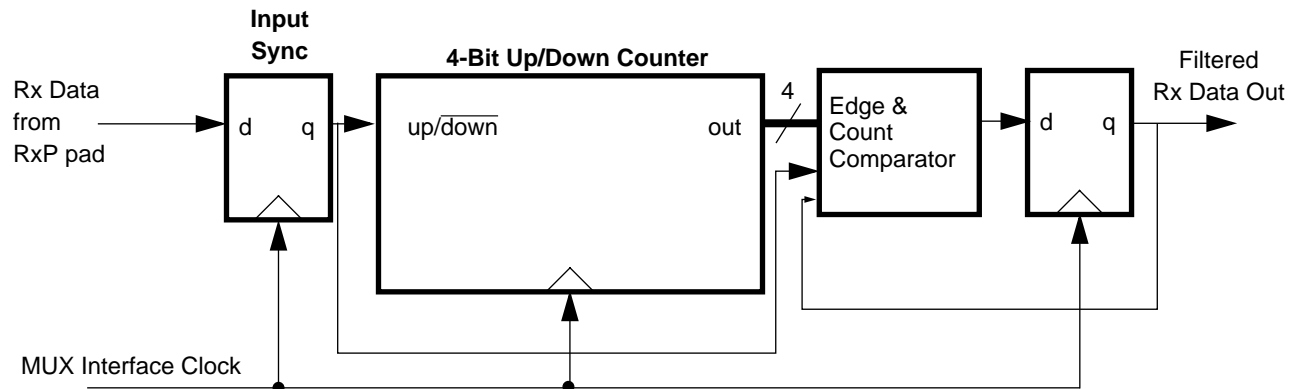 Input
Sync
4-Bit Up/Down Counter
Rx Data
from
RxP pad
d
q
up/down
out
4
Edge &
Count
Comparator
d
q
Filtered
Rx Data Out
MUX Interface Clock